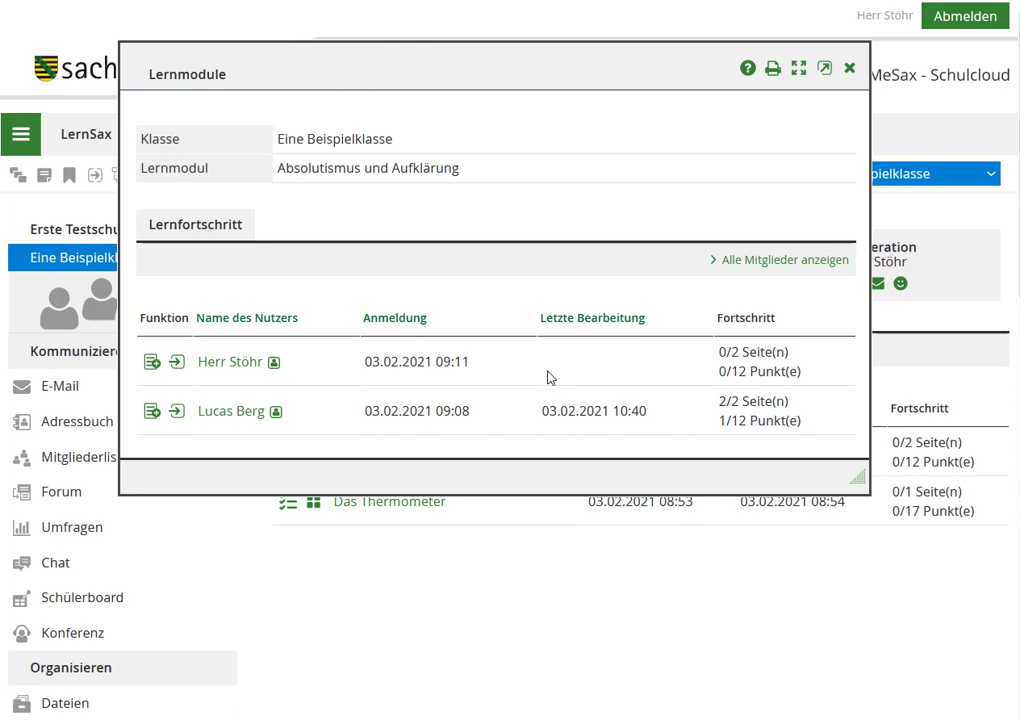 Herr Stöhr
Abmelden
sach
MeSax - Schulcloud
LernSax
Erste Testschu
Eine Beispielkl
Kommuniziere
E-Mail
Adressbuch
Mitgliederlis
Forum
Umfragen
Chat
Schülerboard
Konferenz
Organisieren
Dateien
Lernmodule
Klasse Eine Beispielklasse
Lernmodul Absolutismus und Aufklärung
Lernfortschritt
Alle Mitglieder anzeigen
Funktion Name des Nutzers Anmeldung Letzte Bearbeitung Fortschritt
Herr Stöhr 03.02.2021 09:11 0/2 Seite(n)
0/12 Punkt(e)
Lucas Berg 03.02.2021 09:08 03.02.2021 10:40 2/2 Seite(n)
1/12 Punkt(e)
pielklasse
eration
Stöhr
Fortschritt
0/2 Seite(n)
0/12 Punkt(e)
Das Thermometer 03.02.2021 08:53 03.02.2021 08:54 0/1 Seite(n)
0/17 Punkt(e)